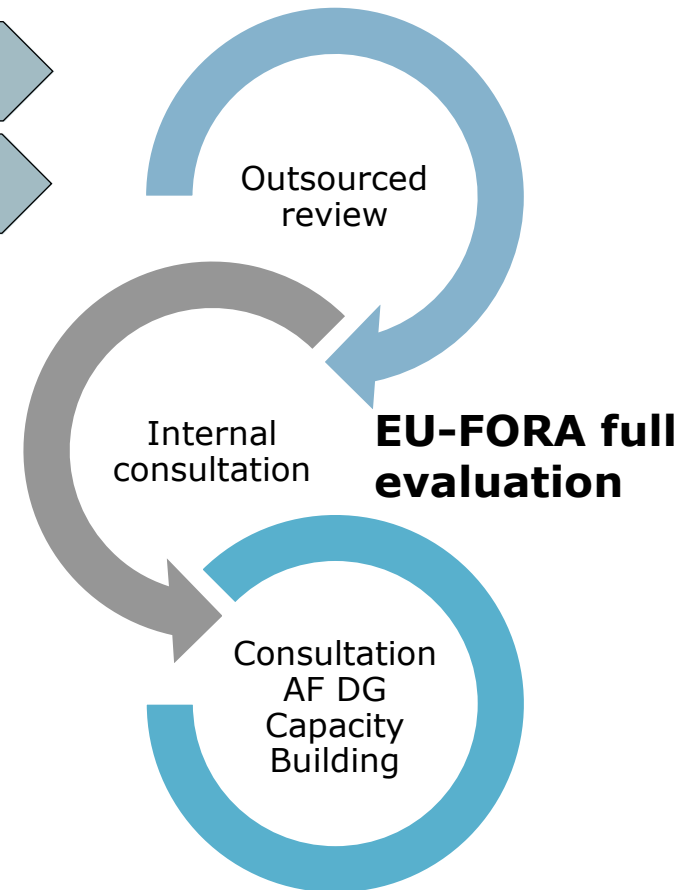 Outsourced
review
Internal
consultation
EU-FORA full
evaluation
Consultation
AF DG
Capacity
Building